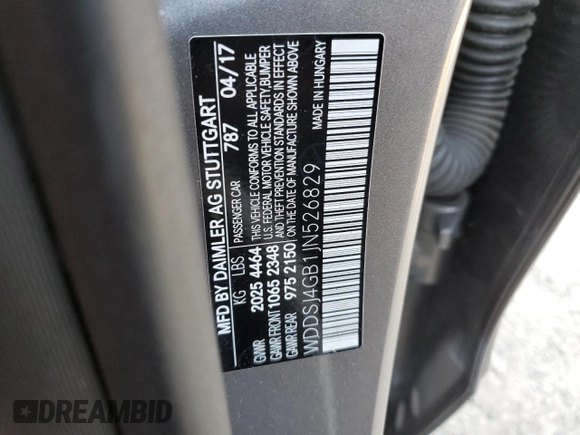 MFD BY DAIMLER AG STUTTGART
787 04/17
KG LBS PASSENGER CAR
GVWR 2025 4464 THIS VEHICLE CONFORMS TO ALL APPLICABLE
GAWR FRONT 1065 2348 U.S. FEDERAL MOTOR VEHICLE SAFETY, BUMPER
AND THEFT PREVENTION STANDARDS IN EFFECT
GAWR REAR 975 2150 ON THE DATE OF MANUFACTURE SHOWN ABOVE
MADE IN HUNGARY
WDDSJ4GB1JN526829
DREAMBID